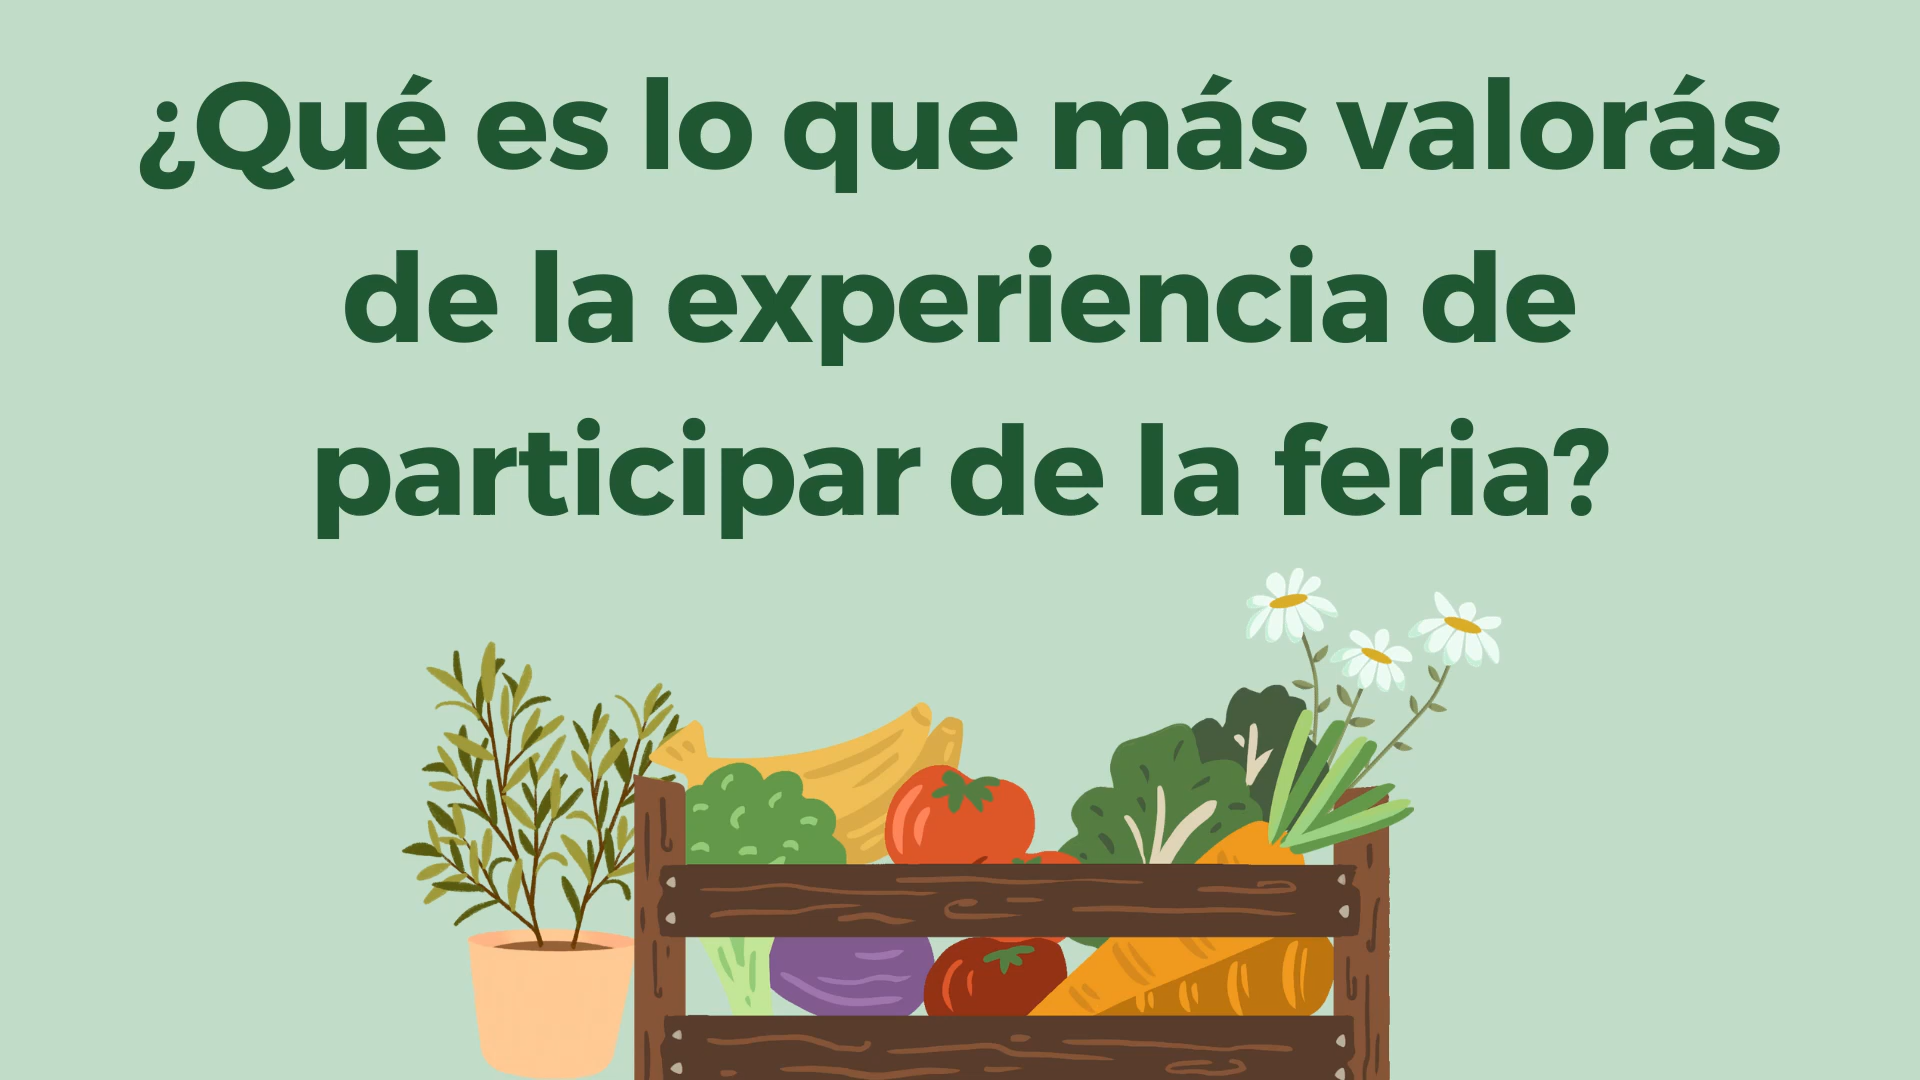 ¿Qué es lo que más valorás
de la experiencia de
participar de la feria?